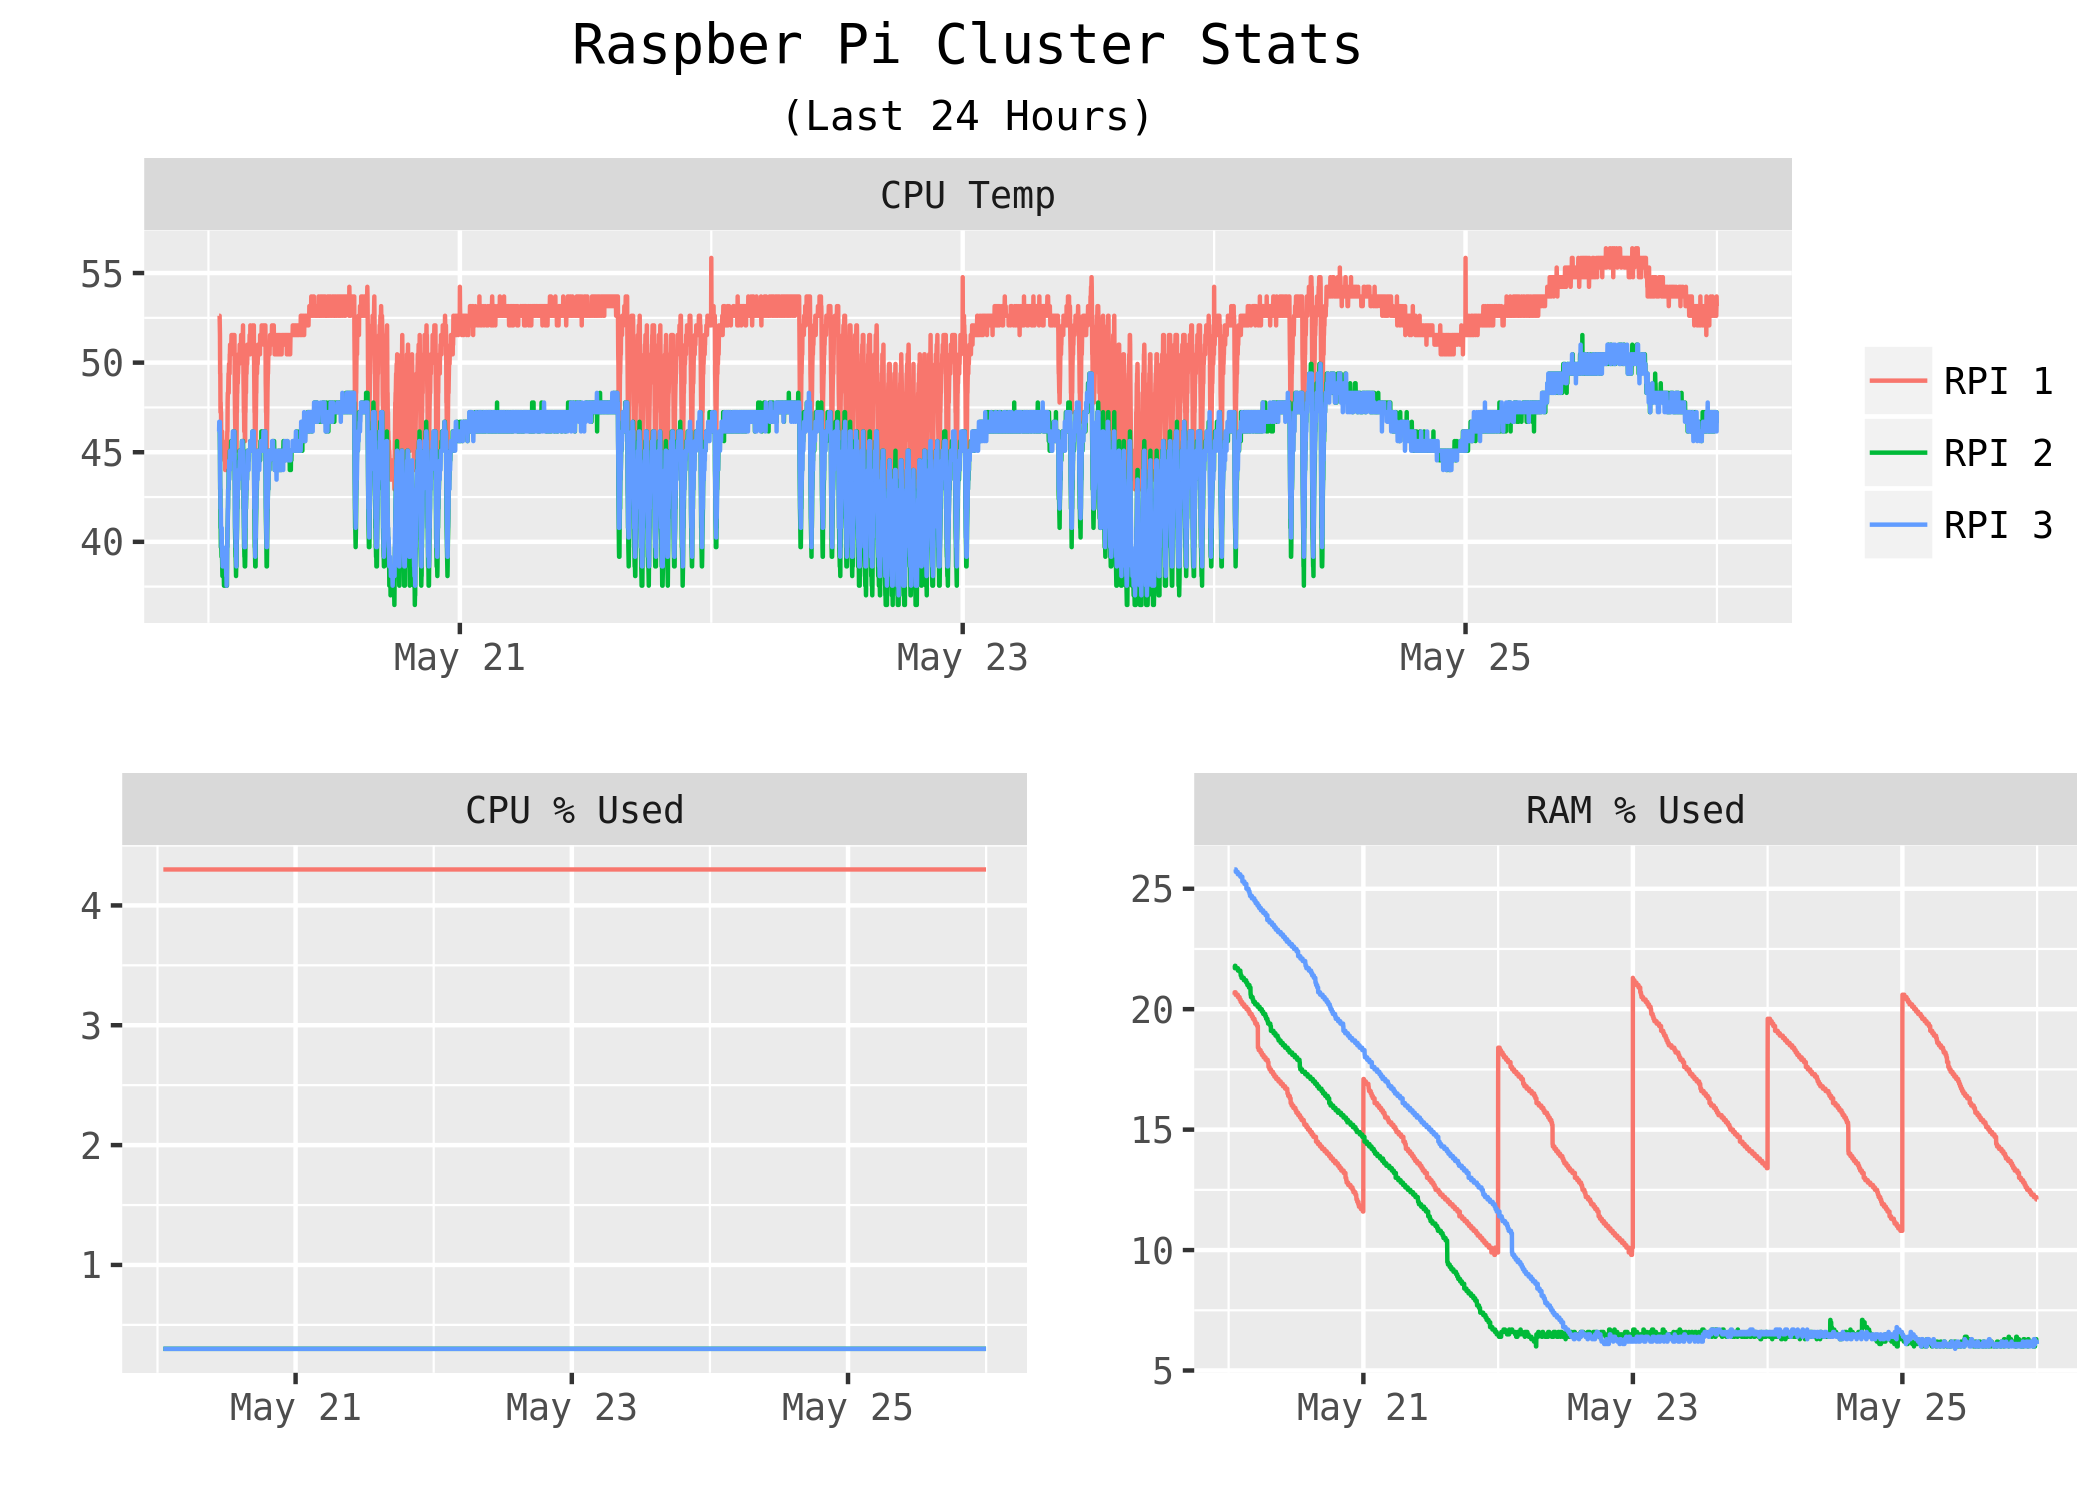 Raspber Pi Cluster Stats
(Last 24 Hours)
CPU Temp
55
50
45
40
May 21 May 23 May 25
RPI 1
RPI 2
RPI 3
CPU % Used
4
3
2
1
May 21 May 23 May 25
RAM % Used
25
20
15
10
5
May 21 May 23 May 25